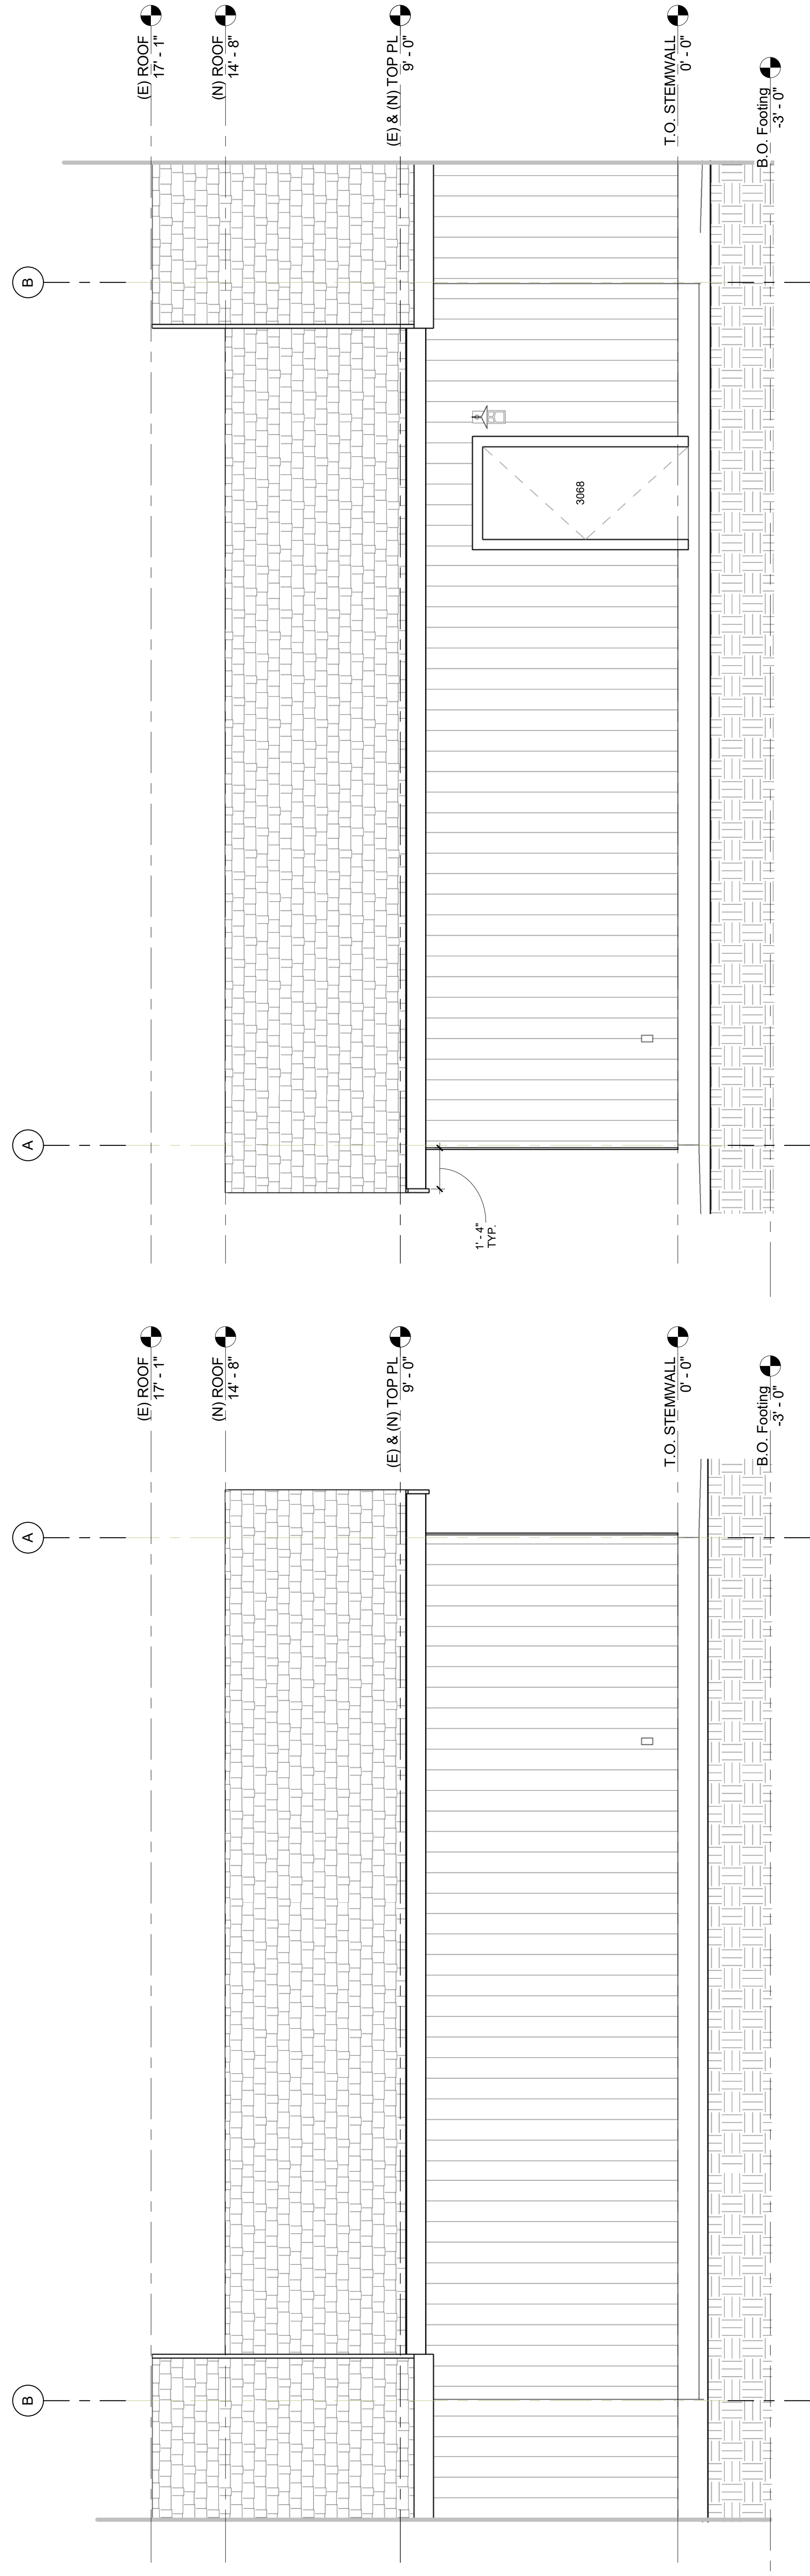 (E) ROOF
17' - 1"
(N) ROOF
14' - 8"
(E) & (N) TOP PL
9' - 0"
T.O. STEMWALL
0' - 0"
B.O. Footing
-3' - 0"
B
3068
A
1' - 4"
TYP.
(E) ROOF
17' - 1"
(N) ROOF
14' - 8"
(E) & (N) TOP PL
9' - 0"
T.O. STEMWALL
0' - 0"
B.O. Footing
-3' - 0"
A
B